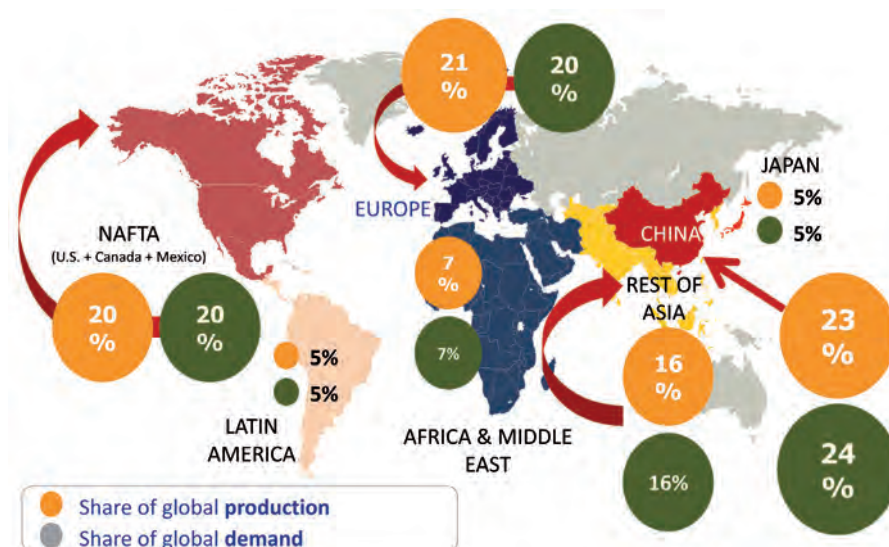 21
%
20
%
JAPAN
5%
5%
EUROPE
CHINA
NAFTA
(U.S. + Canada + Mexico)
20
%
20
%
7
%
7%
REST OF
ASIA
23
%
16
%
5%
5%
LATIN
AMERICA
AFRICA & MIDDLE
EAST
16%
24
%
Share of global production
Share of global demand